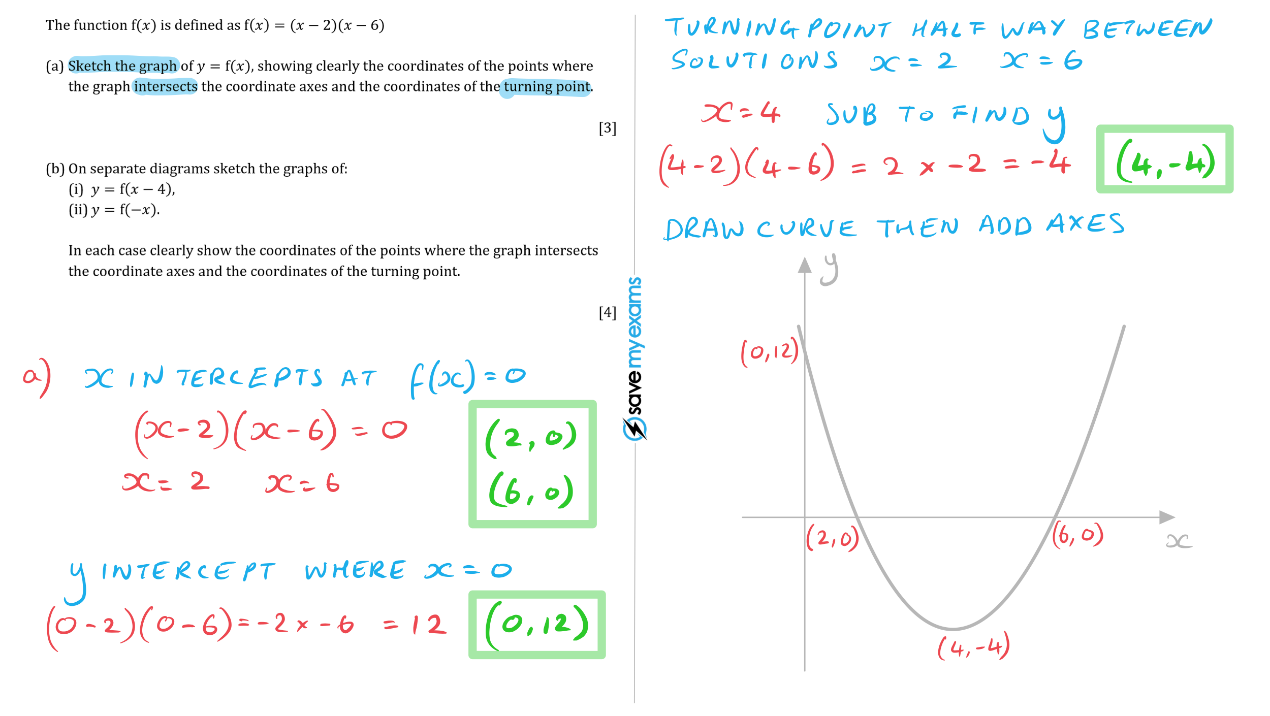 The function f(x) is defined as f(x) = (x − 2)(x − 6)
(a) Sketch the graph of y = f(x), showing clearly the coordinates of the points where
the graph intersects the coordinate axes and the coordinates of the turning point.
[3]
(b) On separate diagrams sketch the graphs of:
(i) y = f(x − 4),
(ii) y = f(−x).
In each case clearly show the coordinates of the points where the graph intersects
the coordinate axes and the coordinates of the turning point.
[4]
a) x INTERCEPTS AT f(x) = 0
(x − 2)(x − 6) = 0
x = 2 x = 6
(2, 0)
(6, 0)
y INTERCEPT WHERE x = 0
(0 − 2)(0 − 6) = −2 × −6 = 12 (0, 12)
savemyexams
TURNING POINT HALF WAY BETWEEN
SOLUTIONS x = 2 x = 6
x = 4 SUB TO FIND y
(4 − 2)(4 − 6) = 2 × −2 = −4 (4, −4)
DRAW CURVE THEN ADD AXES
y
(0, 12)
(2, 0) (6, 0) x
(4, −4)